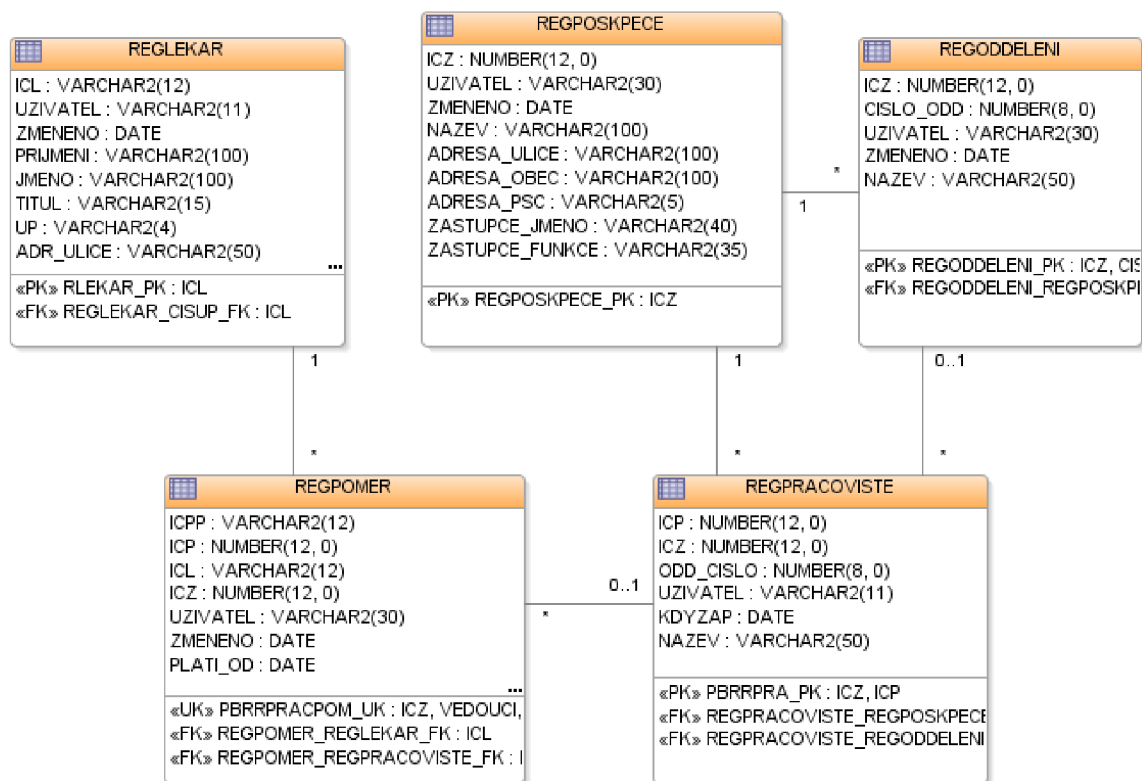 REGLEKAR
ICL : VARCHAR2(12)
UZIVATEL : VARCHAR2(11)
ZMENENO : DATE
PRIJMENI : VARCHAR2(100)
JMENO : VARCHAR2(100)
TITUL : VARCHAR2(15)
UP : VARCHAR2(4)
ADR_ULICE : VARCHAR2(50)
...
«PK» RLEKAR_PK : ICL
«FK» REGLEKAR_CISUP_FK : ICL
REGPOSKPECE
ICZ : NUMBER(12, 0)
UZIVATEL : VARCHAR2(30)
ZMENENO : DATE
NAZEV : VARCHAR2(100)
ADRESA_ULICE : VARCHAR2(100)
ADRESA_OBEC : VARCHAR2(100)
ADRESA_PSC : VARCHAR2(5)
ZASTUPCE_JMENO : VARCHAR2(40)
ZASTUPCE_FUNKCE : VARCHAR2(35)
«PK» REGPOSKPECE_PK : ICZ
REGODDELENI
ICZ : NUMBER(12, 0)
CISLO_ODD : NUMBER(8, 0)
UZIVATEL : VARCHAR2(30)
ZMENENO : DATE
NAZEV : VARCHAR2(50)
«PK» REGODDELENI_PK : ICZ, CIS
«FK» REGODDELENI_REGPOSKP
*
1
1
1
0..1
*
*
*
REGPOMER
ICPP : VARCHAR2(12)
ICP : NUMBER(12, 0)
ICL : VARCHAR2(12)
ICZ : NUMBER(12, 0)
UZIVATEL : VARCHAR2(30)
ZMENENO : DATE
PLATI_OD : DATE
...
«UK» PBRRPRACPOM_UK : ICZ, VEDOUCI,
«FK» REGPOMER_REGLEKAR_FK : ICL
«FK» REGPOMER_REGPRACOVISTE_FK : I
0..1
*
REGPRACOVISTE
ICP : NUMBER(12, 0)
ICZ : NUMBER(12, 0)
ODD_CISLO : NUMBER(8, 0)
UZIVATEL : VARCHAR2(11)
KDYZAP : DATE
NAZEV : VARCHAR2(50)
«PK» PBRRPRA_PK : ICZ, ICP
«FK» REGPRACOVISTE_REGPOSKPECE
«FK» REGPRACOVISTE_REGODDELENI